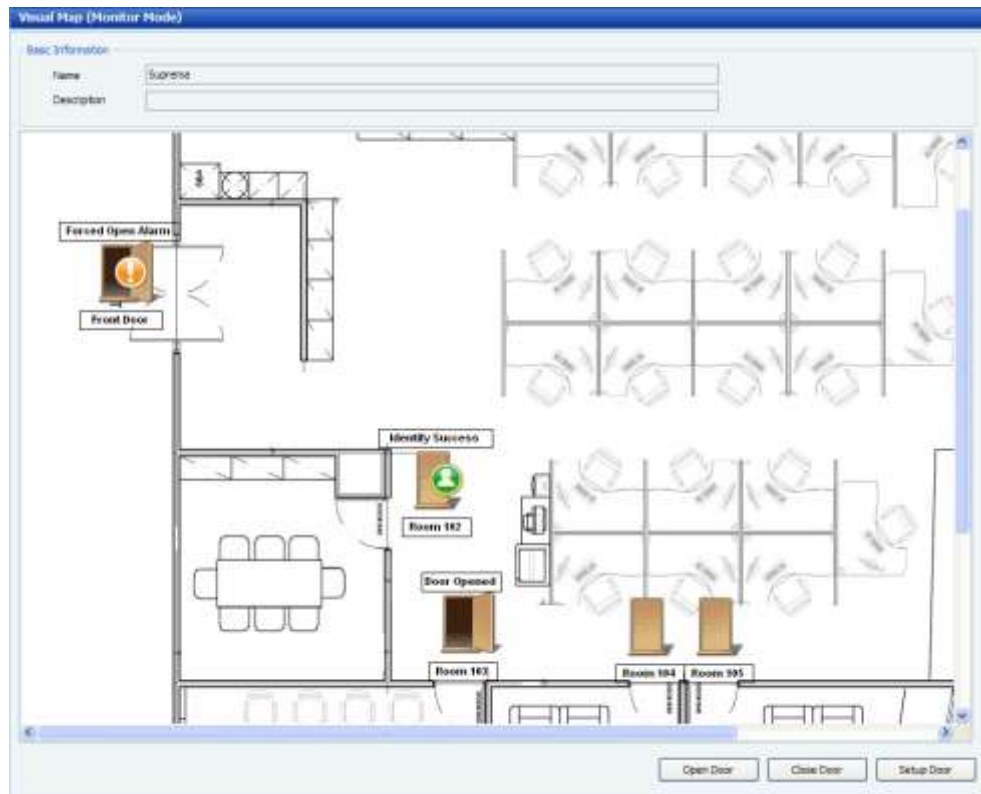 Visual Map (Monitor Mode)
Basic Information
Name
Suprema
Description
Forced Open Alarm
Front Door
Identify Success
Room 102
Door Opened
Room 103
Room 104
Room 105
Open Door
Close Door
Setup Door